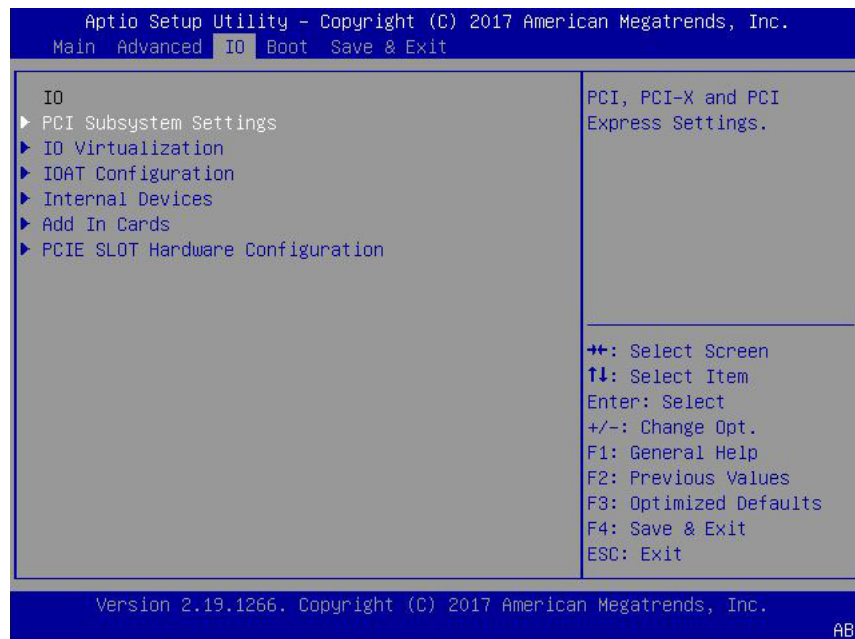 Aptio Setup Utility – Copyright (C) 2017 American Megatrends, Inc.
Main Advanced IO Boot Save & Exit
IO
PCI Subsystem Settings
IO Virtualization
IOAT Configuration
Internal Devices
Add In Cards
PCIE SLOT Hardware Configuration
PCI, PCI-X and PCI
Express Settings.
→←: Select Screen
↑↓: Select Item
Enter: Select
+/-: Change Opt.
F1: General Help
F2: Previous Values
F3: Optimized Defaults
F4: Save & Exit
ESC: Exit
Version 2.19.1266. Copyright (C) 2017 American Megatrends, Inc.
AB